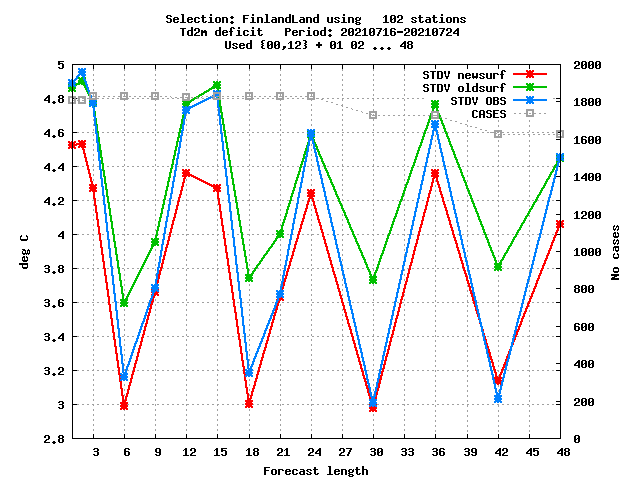 Selection: FinlandLand using   102 stations
Td2m deficit   Period: 20210716-20210724
Used {00,12} + 01 02 ... 48
STDV newsurf
STDV oldsurf
STDV OBS
CASES
deg C
5
4.8
4.6
4.4
4.2
4
3.8
3.6
3.4
3.2
3
2.8
No cases
2000
1800
1600
1400
1200
1000
800
600
400
200
0
3 6 9 12 15 18 21 24 27 30 33 36 39 42 45 48
Forecast length